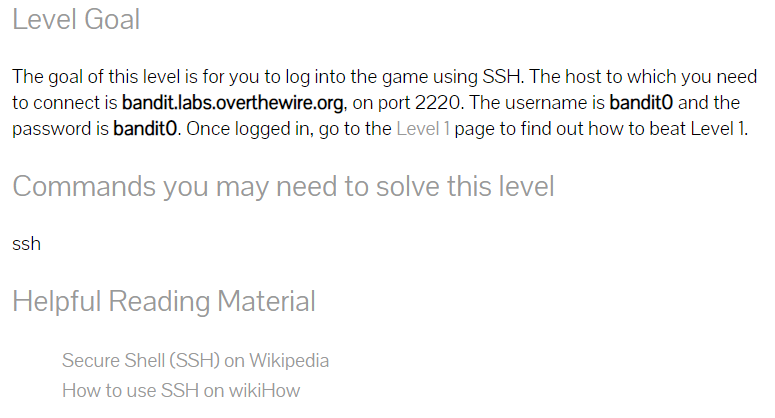 Level Goal
The goal of this level is for you to log into the game using SSH. The host to which you need
to connect is bandit.labs.overthewire.org, on port 2220. The username is bandit0 and the
password is bandit0. Once logged in, go to the Level 1 page to find out how to beat Level 1.
Commands you may need to solve this level
ssh
Helpful Reading Material
Secure Shell (SSH) on Wikipedia
How to use SSH on wikiHow